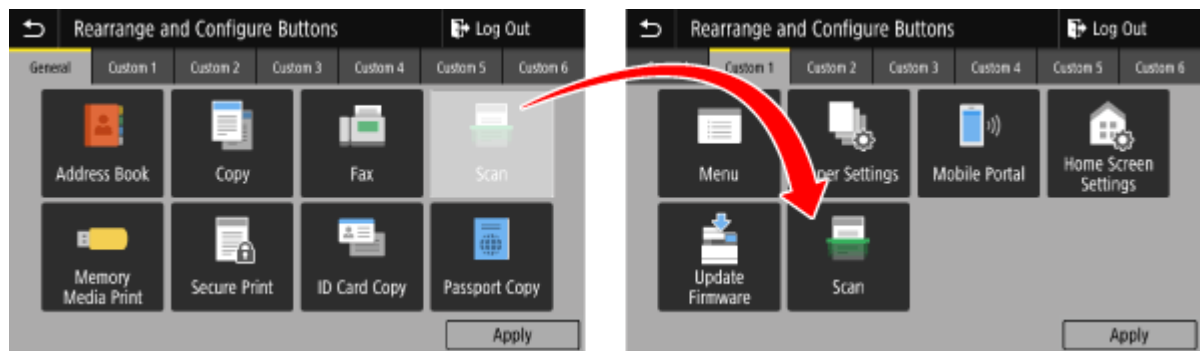 Rearrange and Configure Buttons
Log Out
General
Custom 1
Custom 2
Custom 3
Custom 4
Custom 5
Custom 6
Address Book
Copy
Fax
Scan
Memory
Media Print
Secure Print
ID Card Copy
Passport Copy
Apply
Rearrange and Configure Buttons
Log Out
Custom 1
Custom 2
Custom 3
Custom 4
Custom 5
Custom 6
Menu
Settings
Mobile Portal
Home Screen
Settings
Update
Firmware
Scan
Apply